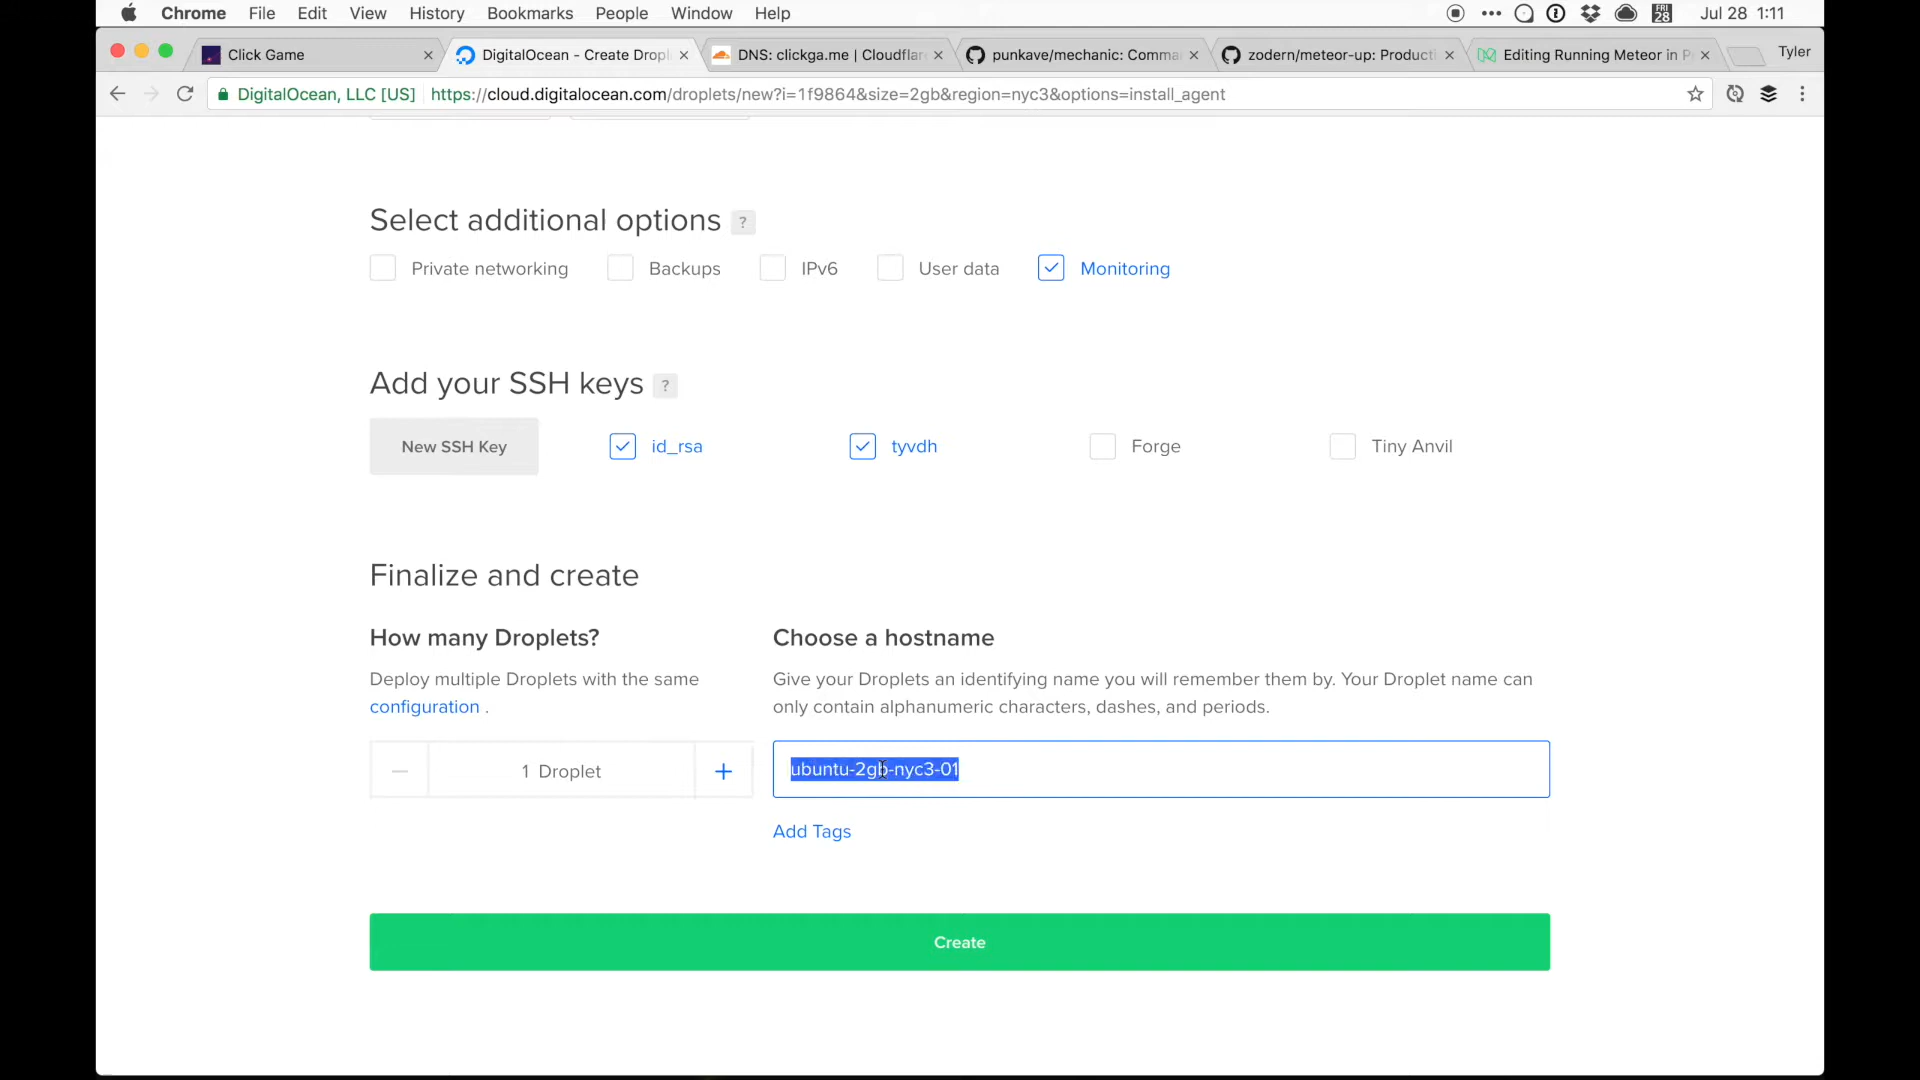 Chrome File Edit View History Bookmarks People Window Help FRI 28 Jul 28 1:11
Click Game DigitalOcean - Create Dropl DNS: clickga.me | Cloudflar punkave/mechanic: Comma zodern/meteor-up: Producti Editing Running Meteor in P Tyler
DigitalOcean, LLC [US] https://cloud.digitalocean.com/droplets/new?i=1f9864&size=2gb&region=nyc3&options=install_agent
Select additional options ?
Private networking Backups IPv6 User data Monitoring
Add your SSH keys ?
New SSH Key id_rsa tyvdh Forge Tiny Anvil
Finalize and create
How many Droplets?
Deploy multiple Droplets with the same
configuration .
1 Droplet
Choose a hostname
Give your Droplets an identifying name you will remember them by. Your Droplet name can
only contain alphanumeric characters, dashes, and periods.
ubuntu-2gb-nyc3-01
Add Tags
Create